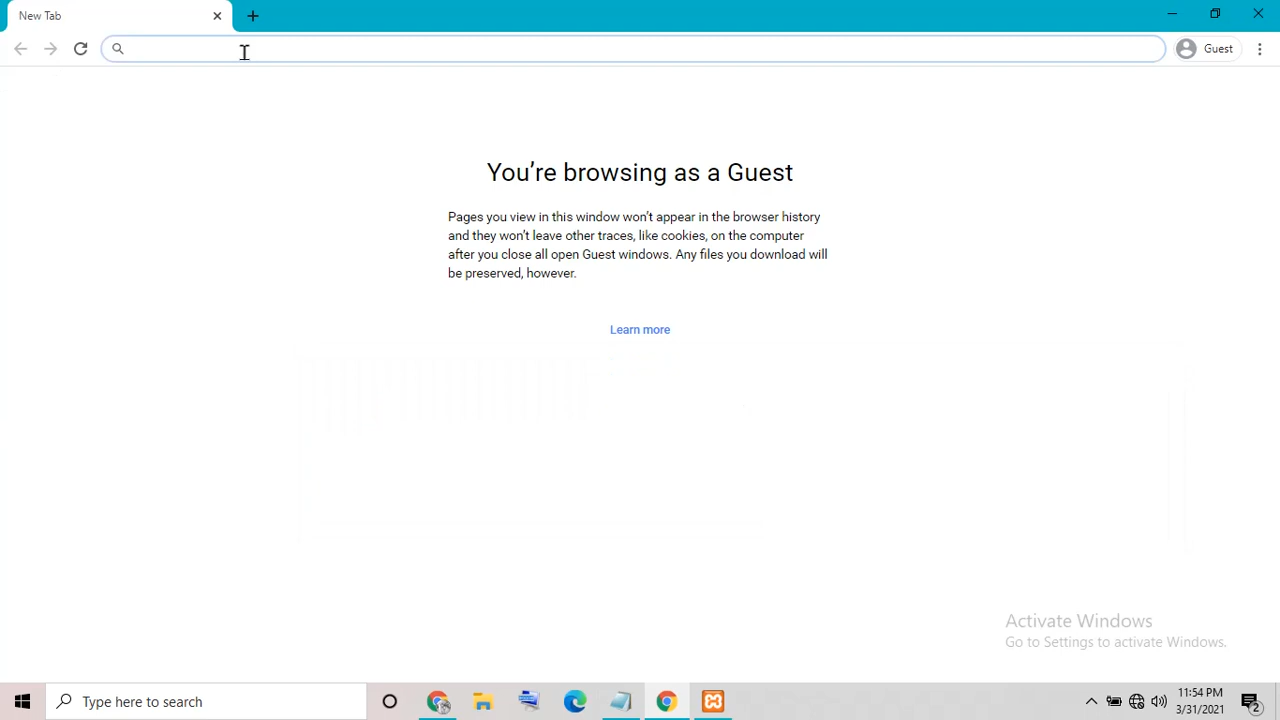 New Tab
Guest
You're browsing as a Guest
Pages you view in this window won't appear in the browser history
and they won't leave other traces, like cookies, on the computer
after you close all open Guest windows. Any files you download will
be preserved, however.
Learn more
Activate Windows
Go to Settings to activate Windows.
Type here to search
11:54 PM
3/31/2021
2